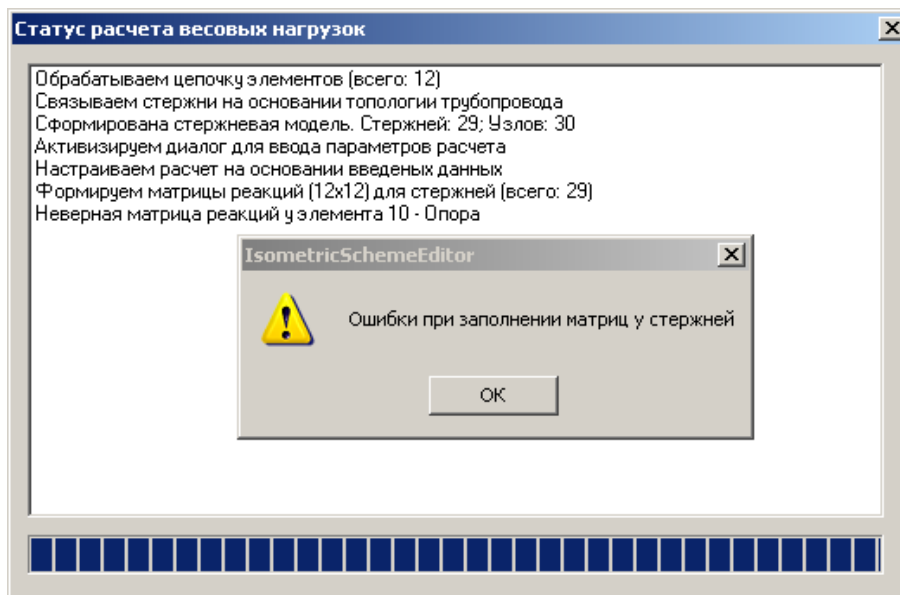 Статус расчета весовых нагрузок
Обрабатываем цепочку элементов (всего: 12)
Связываем стержни на основании топологии трубопровода
Сформирована стержневая модель. Стержней: 29; Узлов: 30
Активизируем диалог для ввода параметров расчета
Настраиваем расчет на основании введеных данных
Формируем матрицы реакций (12x12) для стержней (всего: 29)
Неверная матрица реакций у элемента 10 - Опора
IsometricSchemeEditor
Ошибки при заполнении матриц у стержней
ОК